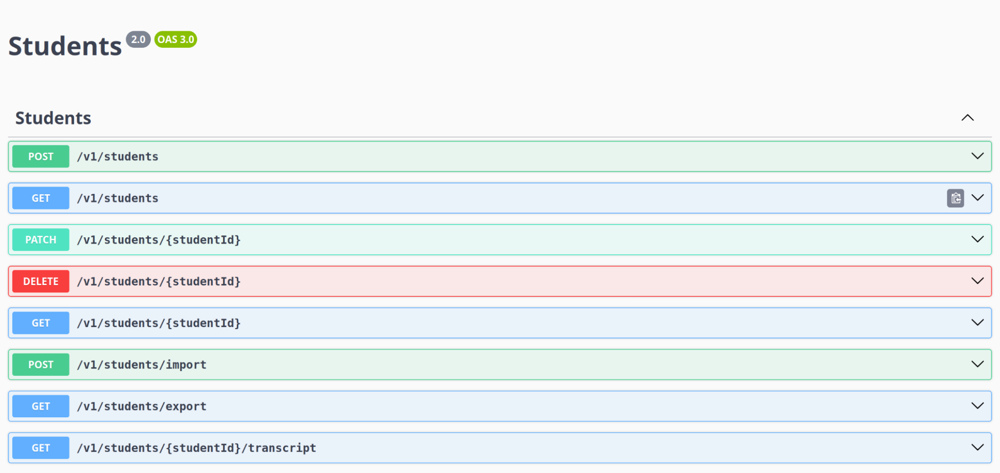 Students 2.0 OAS 3.0
Students
POST /v1/students
GET /v1/students
PATCH /v1/students/{studentId}
DELETE /v1/students/{studentId}
GET /v1/students/{studentId}
POST /v1/students/import
GET /v1/students/export
GET /v1/students/{studentId}/transcript